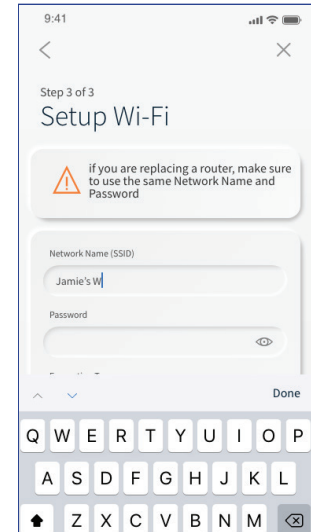 9:41
Step 3 of 3
Setup Wi-Fi
if you are replacing a router, make sure
to use the same Network Name and
Password
Network Name (SSID)
Jamie's W
Password
Done
Q W E R T Y U I O P
A S D F G H J K L
Z X C V B N M